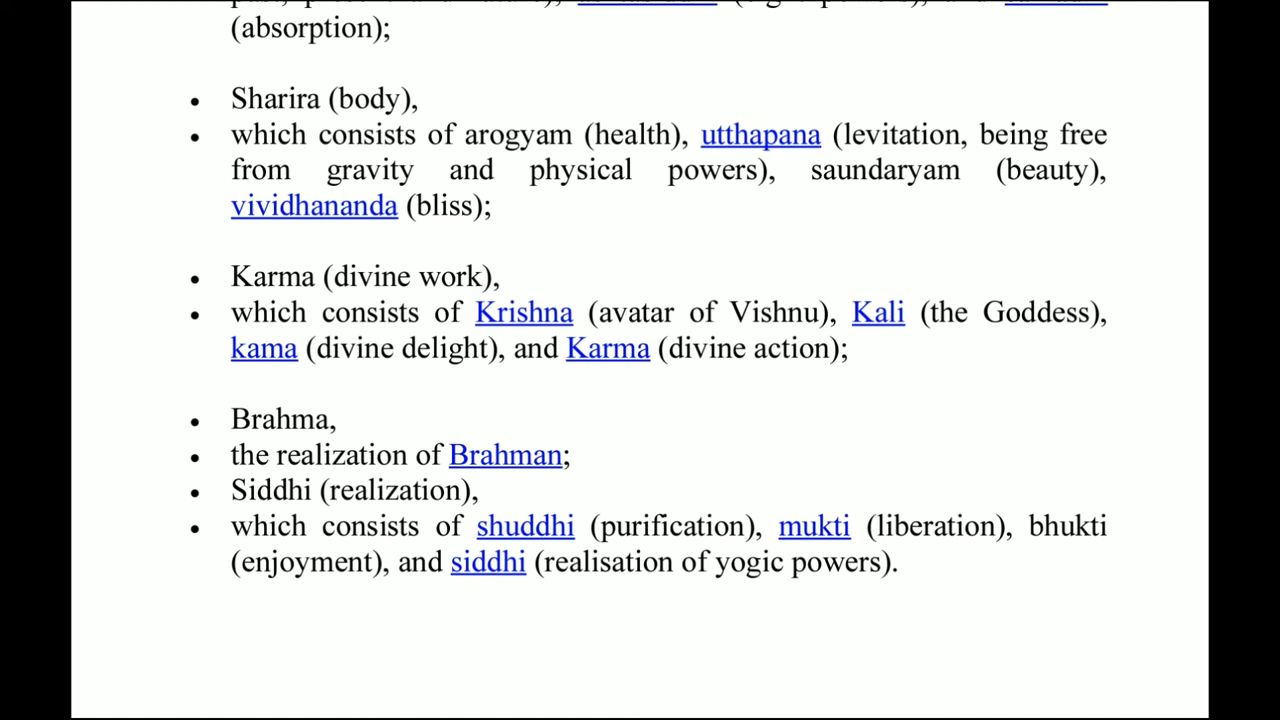 (absorption);
• Sharira (body),
• which consists of arogyam (health), utthapana (levitation, being free
from gravity and physical powers), saundaryam (beauty),
vividhananda (bliss);
• Karma (divine work),
• which consists of Krishna (avatar of Vishnu), Kali (the Goddess),
kama (divine delight), and Karma (divine action);
• Brahma,
• the realization of Brahman;
• Siddhi (realization),
• which consists of shuddhi (purification), mukti (liberation), bhukti
(enjoyment), and siddhi (realisation of yogic powers).